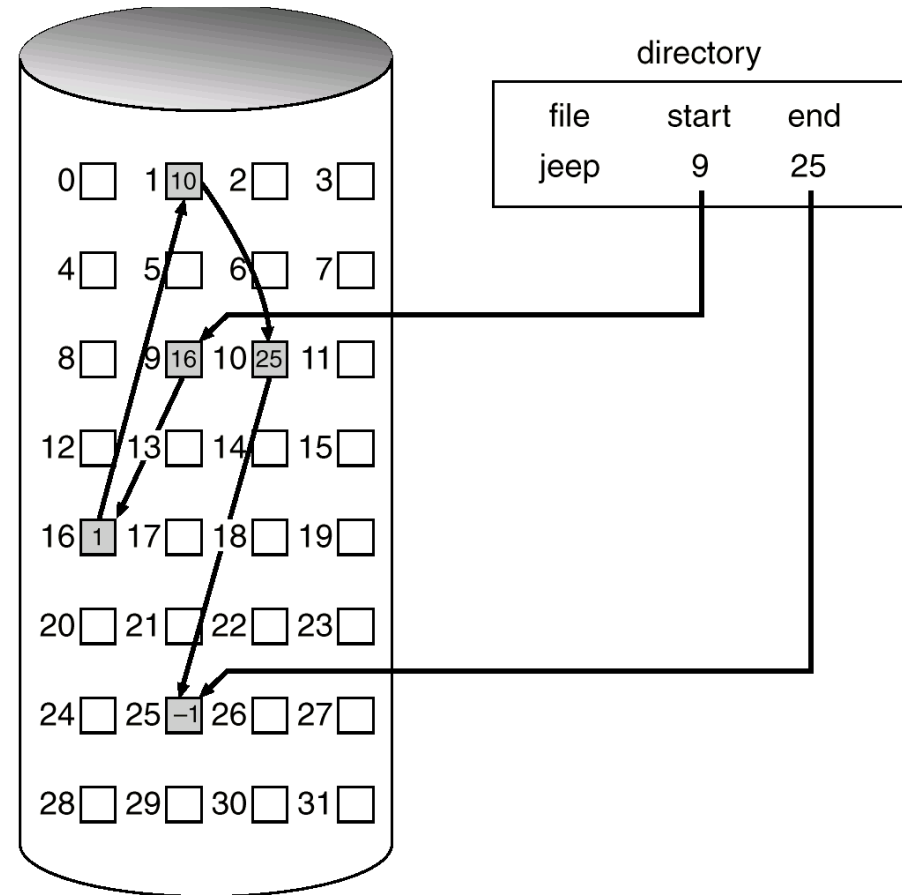 directory
file start end
jeep 9 25
0 1 10 2 3
4 5 6 7
8 9 16 10 25 11
12 13 14 15
16 1 17 18 19
20 21 22 23
24 25 –1 26 27
28 29 30 31